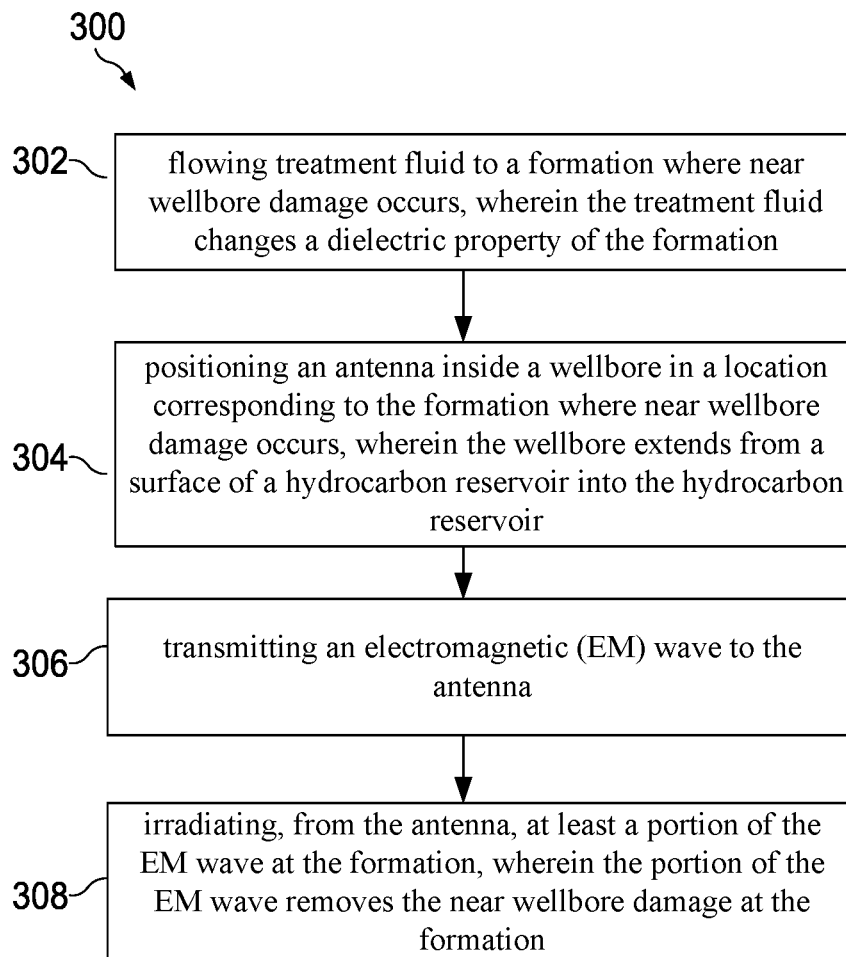 300
302
flowing treatment fluid to a formation where near
wellbore damage occurs, wherein the treatment fluid
changes a dielectric property of the formation
304
positioning an antenna inside a wellbore in a location
corresponding to the formation where near wellbore
damage occurs, wherein the wellbore extends from a
surface of a hydrocarbon reservoir into the hydrocarbon
reservoir
306
transmitting an electromagnetic (EM) wave to the
antenna
308
irradiating, from the antenna, at least a portion of the
EM wave at the formation, wherein the portion of the
EM wave removes the near wellbore damage at the
formation